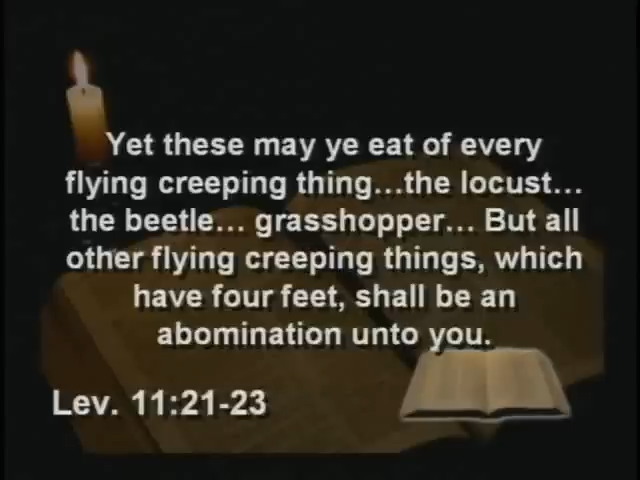 Yet these may ye eat of every
flying creeping thing...the locust...
the beetle... grasshopper... But all
other flying creeping things, which
have four feet, shall be an
abomination unto you.
Lev. 11:21-23